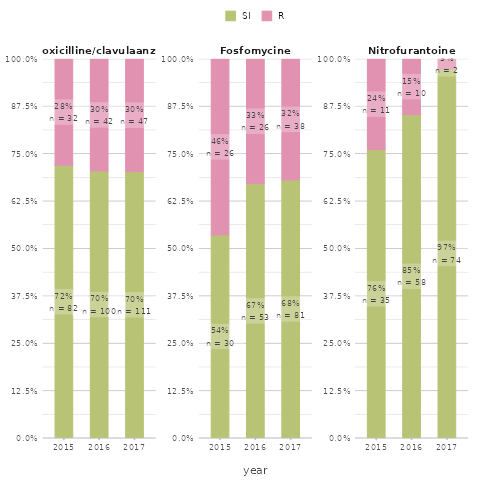 SI R
oxicilline/clavulaanz Fosfomycine Nitrofurantoine
100.0% 100.0% 100.0%
87.5% 87.5% 87.5%
75.0% 75.0% 75.0%
62.5% 62.5% 62.5%
50.0% 50.0% 50.0%
37.5% 37.5% 37.5%
25.0% 25.0% 25.0%
12.5% 12.5% 12.5%
0.0% 0.0% 0.0%
28%
n = 32
30%
n = 42
30%
n = 47
72%
n = 82
70%
n = 100
70%
n = 111
46%
n = 26
33%
n = 26
32%
n = 38
54%
n = 30
67%
n = 53
68%
n = 81
24%
n = 11
15%
n = 10
n = 2
76%
n = 35
85%
n = 58
97%
n = 74
2015 2016 2017 2015 2016 2017 2015 2016 2017
year